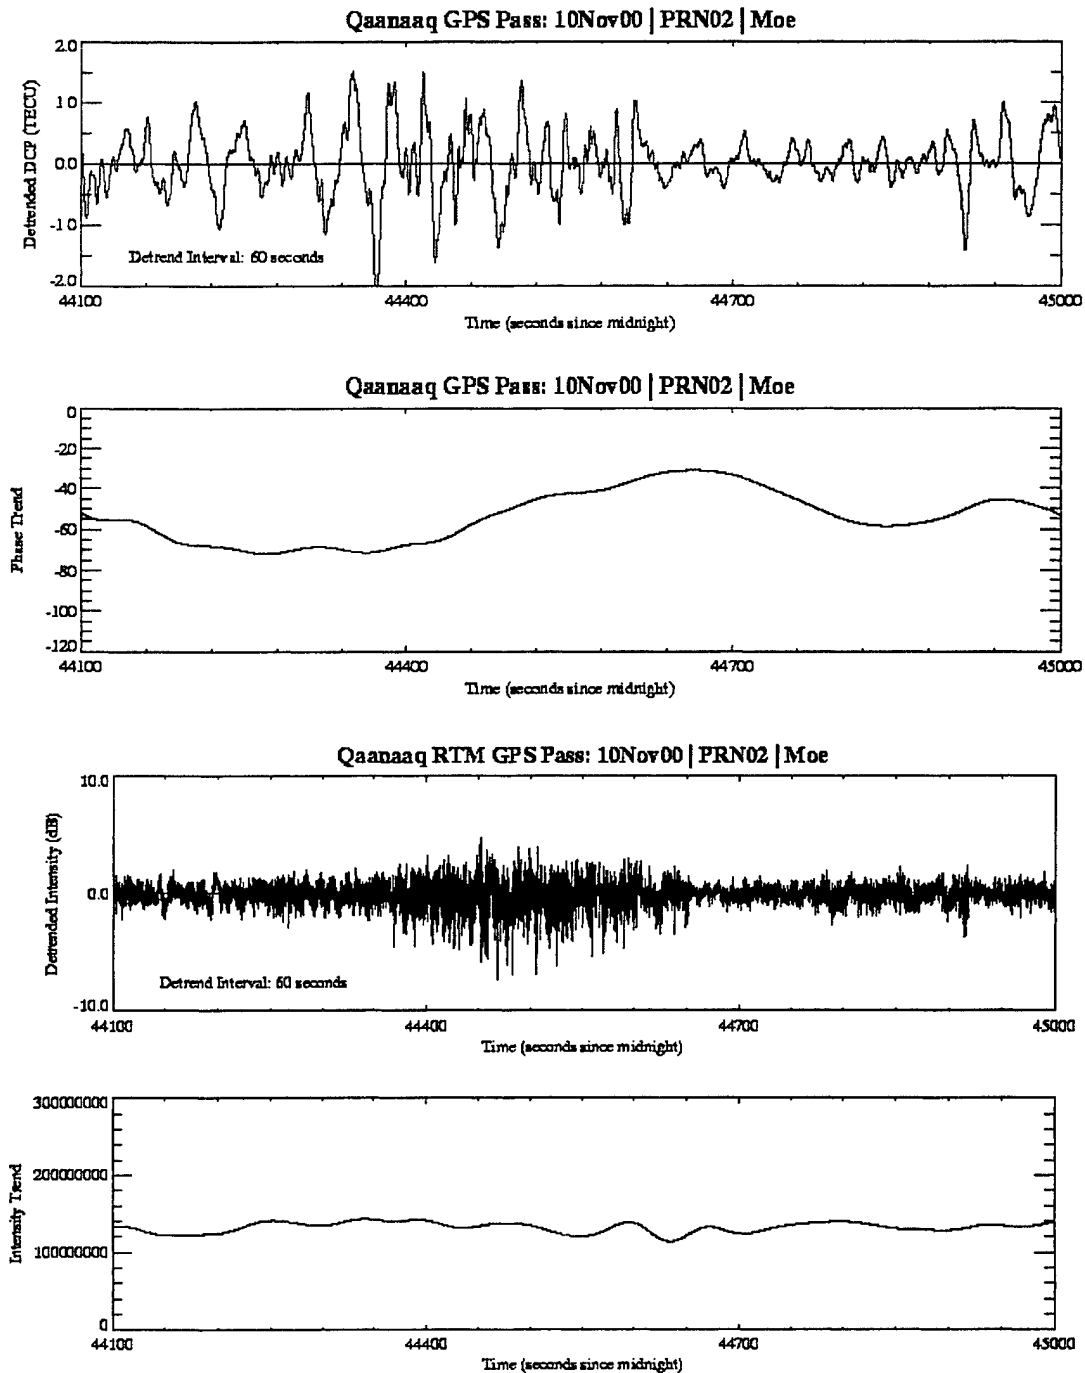 Qaanaaq GPS Pass: 10Nov00 | PRN02 | Moe
Detrended DCP (TECU)
2.0
1.0
0.0
-1.0
-2.0
Detrend Interval: 60 seconds
44100 44400 44700 45000
Time (seconds since midnight)
Qaanaaq GPS Pass: 10Nov00 | PRN02 | Moe
Phase Trend
0
-20
-40
-60
-80
-100
-120
44100 44400 44700 45000
Time (seconds since midnight)
Qaanaaq RTM GPS Pass: 10Nov00 | PRN02 | Moe
Detrended Intensity (dB)
10.0
0.0
-10.0
Detrend Interval: 60 seconds
44100 44400 44700 45000
Time (seconds since midnight)
Intensity Trend
300000000
200000000
100000000
0
44100 44400 44700 45000
Time (seconds since midnight)